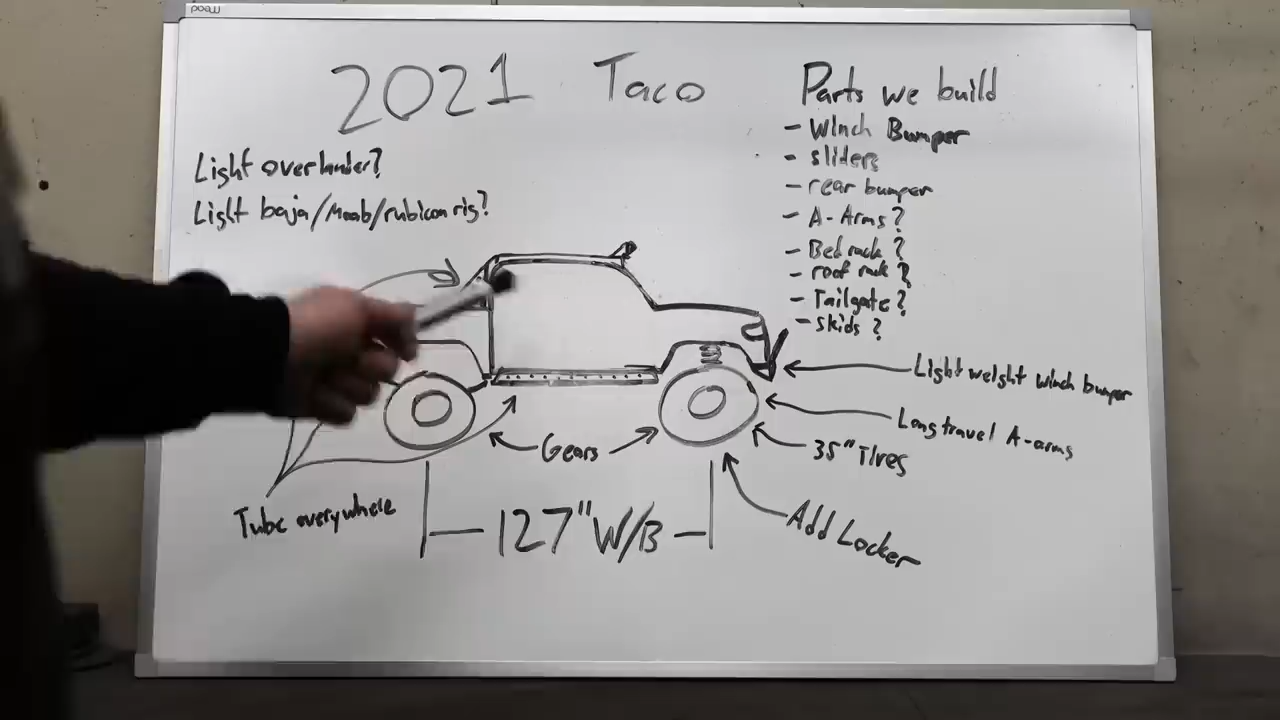 2021 Taco
Light overlander?
Light baja/Moab/rubicon rig?
Parts we build
- Winch Bumper
- sliders
- rear bumper
- A-Arms?
- Bed rack?
- roof rack?
- Tailgate?
- skids?
Light weight winch bumper
Long travel A-arms
35" Tires
Add Locker
Gears
Tube everywhere
127" W/B